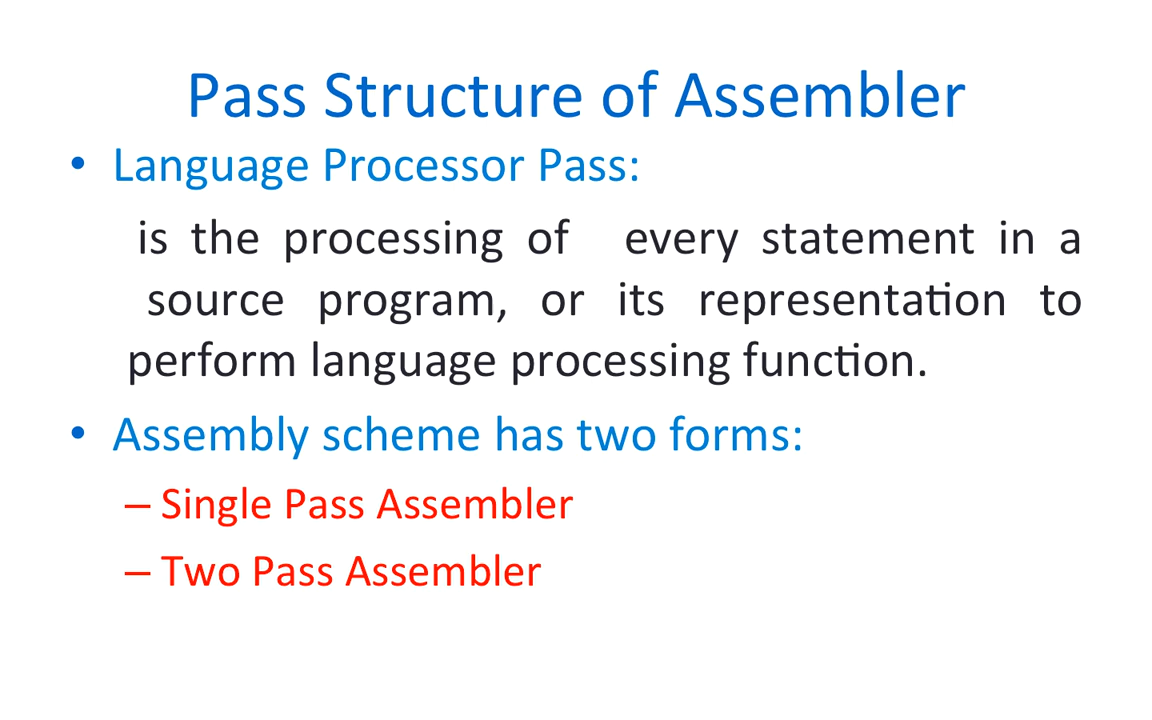 Pass Structure of Assembler
• Language Processor Pass:
is the processing of every statement in a
source program, or its representation to
perform language processing function.
• Assembly scheme has two forms:
– Single Pass Assembler
– Two Pass Assembler